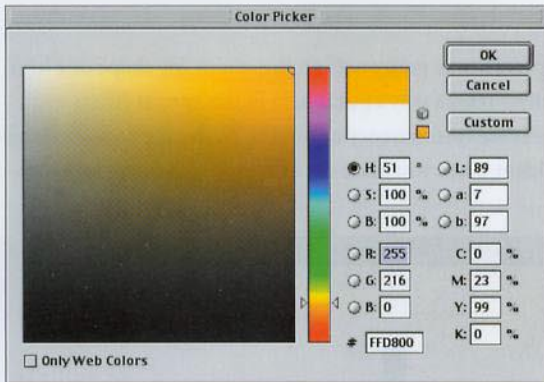 Color Picker
OK
Cancel
Custom
H: 51 °
S: 100 %
B: 100 %
R: 255
G: 216
B: 0
# FFD800
L: 89
a: 7
b: 97
C: 0 %
M: 23 %
Y: 99 %
K: 0 %
Only Web Colors